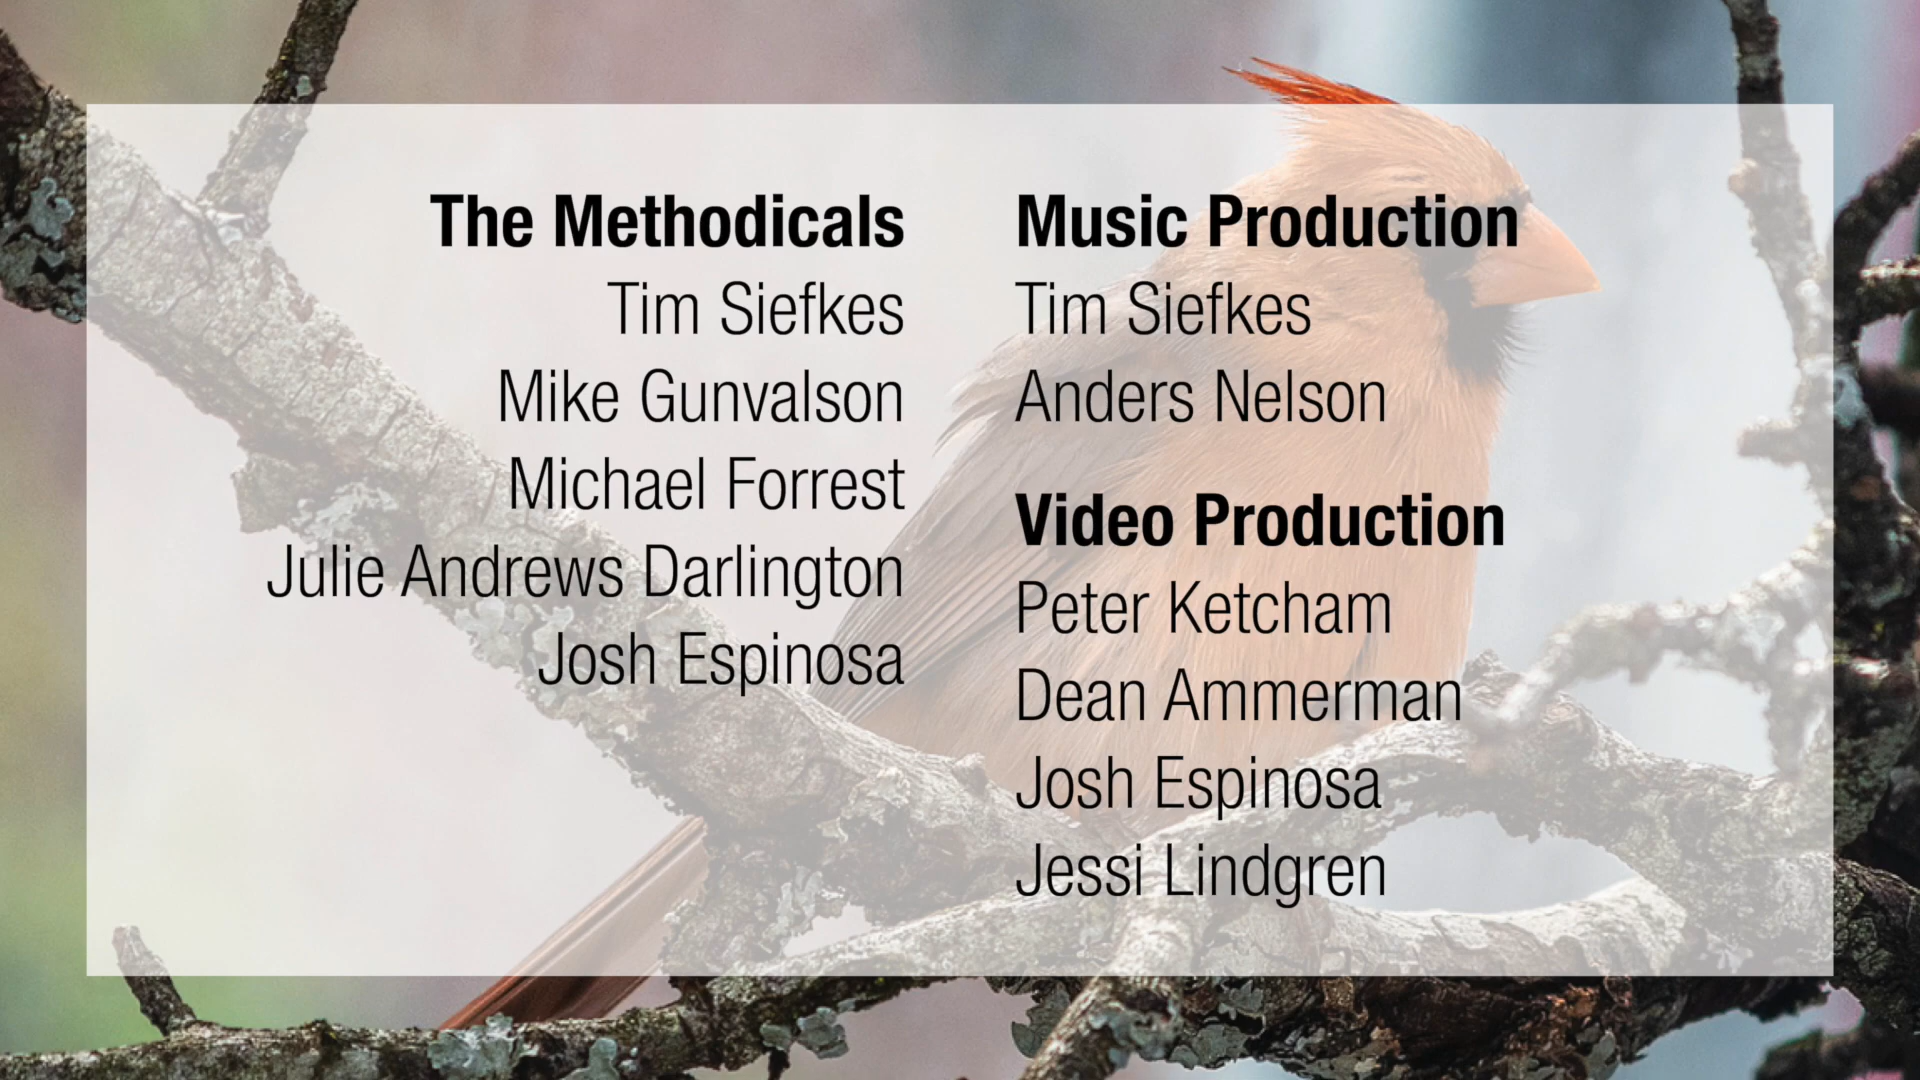 The Methodicals
Tim Siefkes
Mike Gunvalson
Michael Forrest
Julie Andrews Darlington
Josh Espinosa
Music Production
Tim Siefkes
Anders Nelson
Video Production
Peter Ketcham
Dean Ammerman
Josh Espinosa
Jessi Lindgren